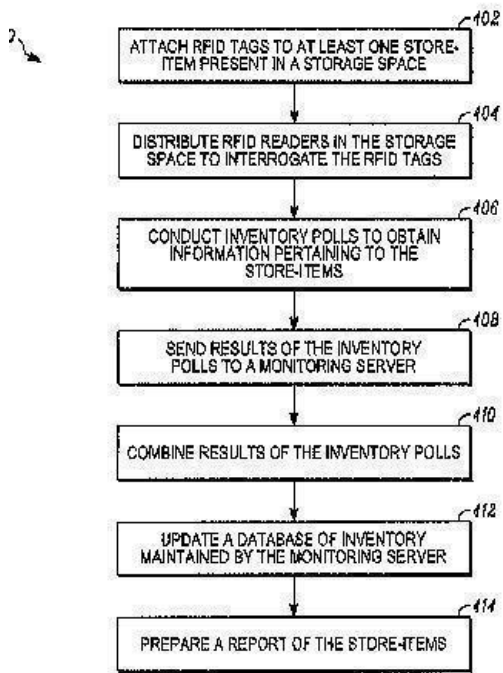 102
ATTACH RFID TAGS TO AT LEAST ONE STORE-
ITEM PRESENT IN A STORAGE SPACE
104
DISTRIBUTE RFID READERS IN THE STORAGE
SPACE TO INTERROGATE THE RFID TAGS
106
CONDUCT INVENTORY POLLS TO OBTAIN
INFORMATION PERTAINING TO THE
STORE-ITEMS
108
SEND RESULTS OF THE INVENTORY
POLLS TO A MONITORING SERVER
110
COMBINE RESULTS OF THE INVENTORY POLLS
112
UPDATE A DATABASE OF INVENTORY
MAINTAINED BY THE MONITORING SERVER
114
PREPARE A REPORT OF THE STORE-ITEMS